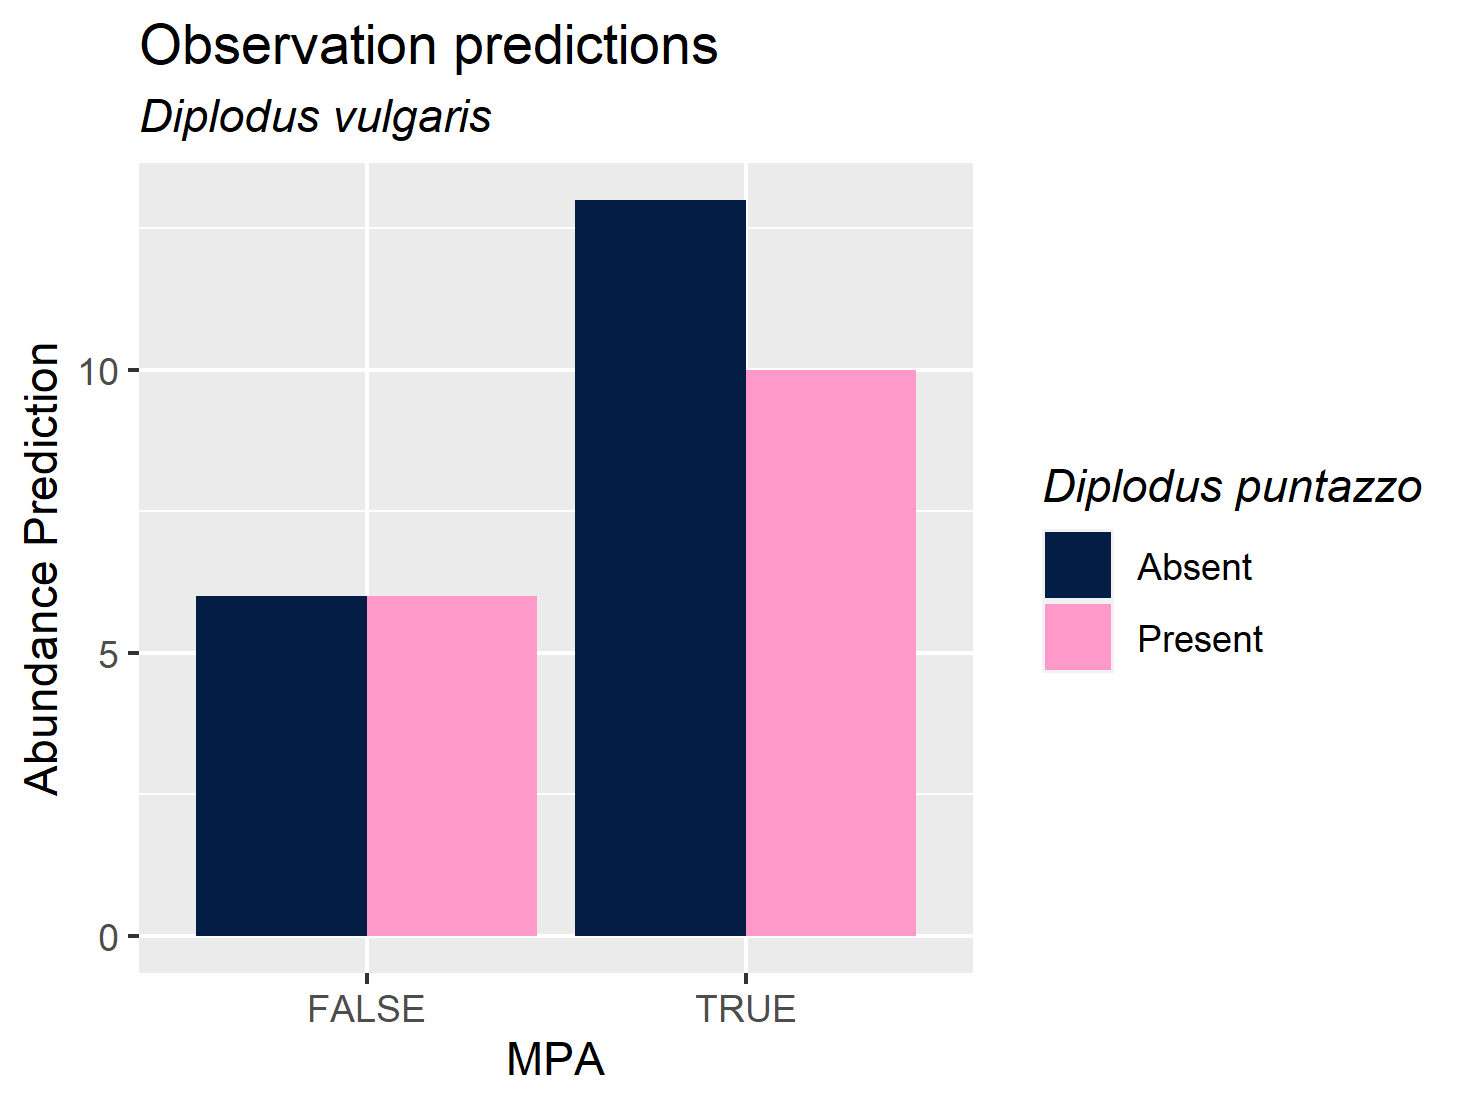 Observation predictions
Diplodus vulgaris
Abundance Prediction
10
5
0
FALSE
TRUE
MPA
Diplodus puntazzo
Absent
Present